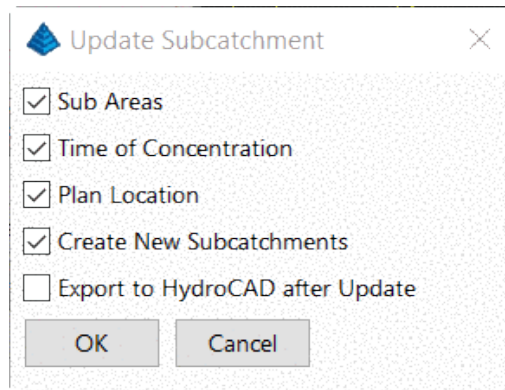 Update Subcatchment
Sub Areas
Time of Concentration
Plan Location
Create New Subcatchments
Export to HydroCAD after Update
OK Cancel